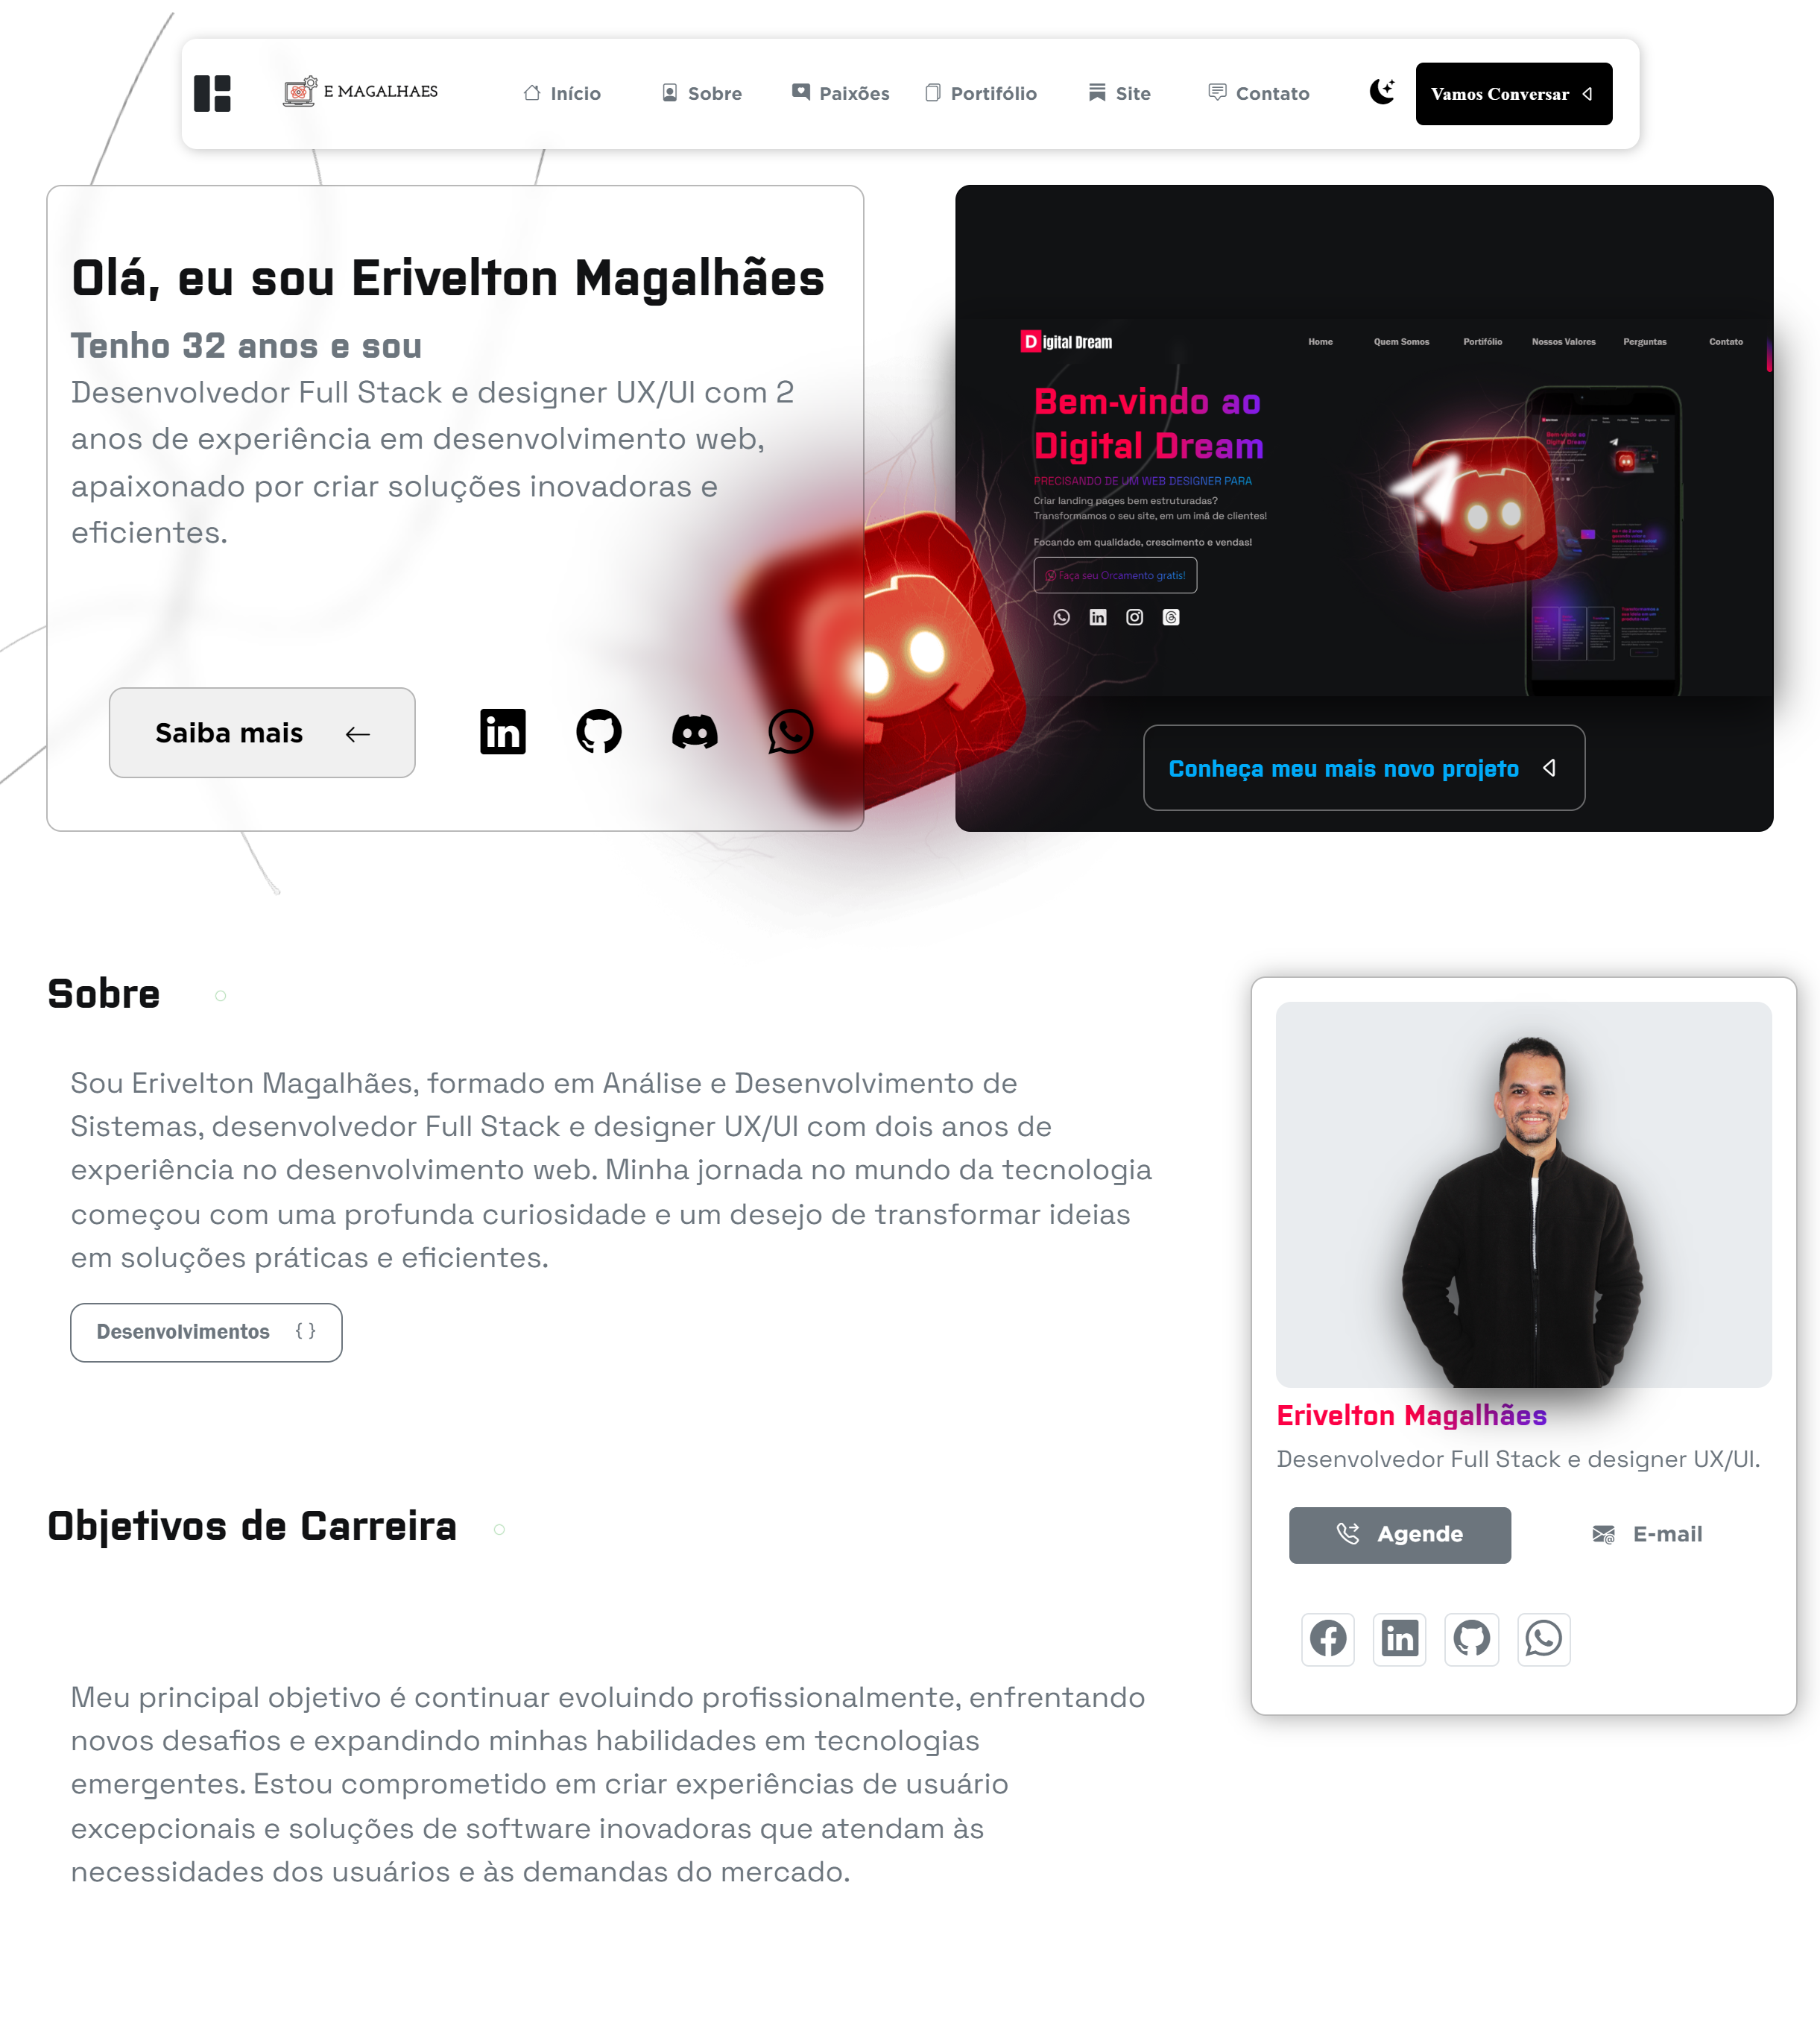 E MAGALHAES
Início
Sobre
Paixões
Portifólio
Site
Contato
Vamos Conversar
Olá, eu sou Erivelton Magalhães
Tenho 32 anos e sou
Desenvolvedor Full Stack e designer UX/UI com 2
anos de experiência em desenvolvimento web,
apaixonado por criar soluções inovadoras e
eficientes.
Saiba mais
Digital Dream
Home
Quem Somos
Portifólio
Nossos Valores
Perguntas
Contato
Bem-vindo ao
Digital Dream
PRECISANDO DE UM WEB DESIGNER PARA
Criar landing pages bem estruturadas?
Transformamos o seu site, em um imã de clientes!
Focando em qualidade, crescimento e vendas!
Faça seu Orcamento gratis!
Bem-vindo ao
Digital Dream
Conheça meu mais novo projeto
Sobre
Sou Erivelton Magalhães, formado em Análise e Desenvolvimento de
Sistemas, desenvolvedor Full Stack e designer UX/UI com dois anos de
experiência no desenvolvimento web. Minha jornada no mundo da tecnologia
começou com uma profunda curiosidade e um desejo de transformar ideias
em soluções práticas e eficientes.
Desenvolvimentos { }
Erivelton Magalhães
Desenvolvedor Full Stack e designer UX/UI.
Agende
E-mail
Objetivos de Carreira
Meu principal objetivo é continuar evoluindo profissionalmente, enfrentando
novos desafios e expandindo minhas habilidades em tecnologias
emergentes. Estou comprometido em criar experiências de usuário
excepcionais e soluções de software inovadoras que atendam às
necessidades dos usuários e às demandas do mercado.